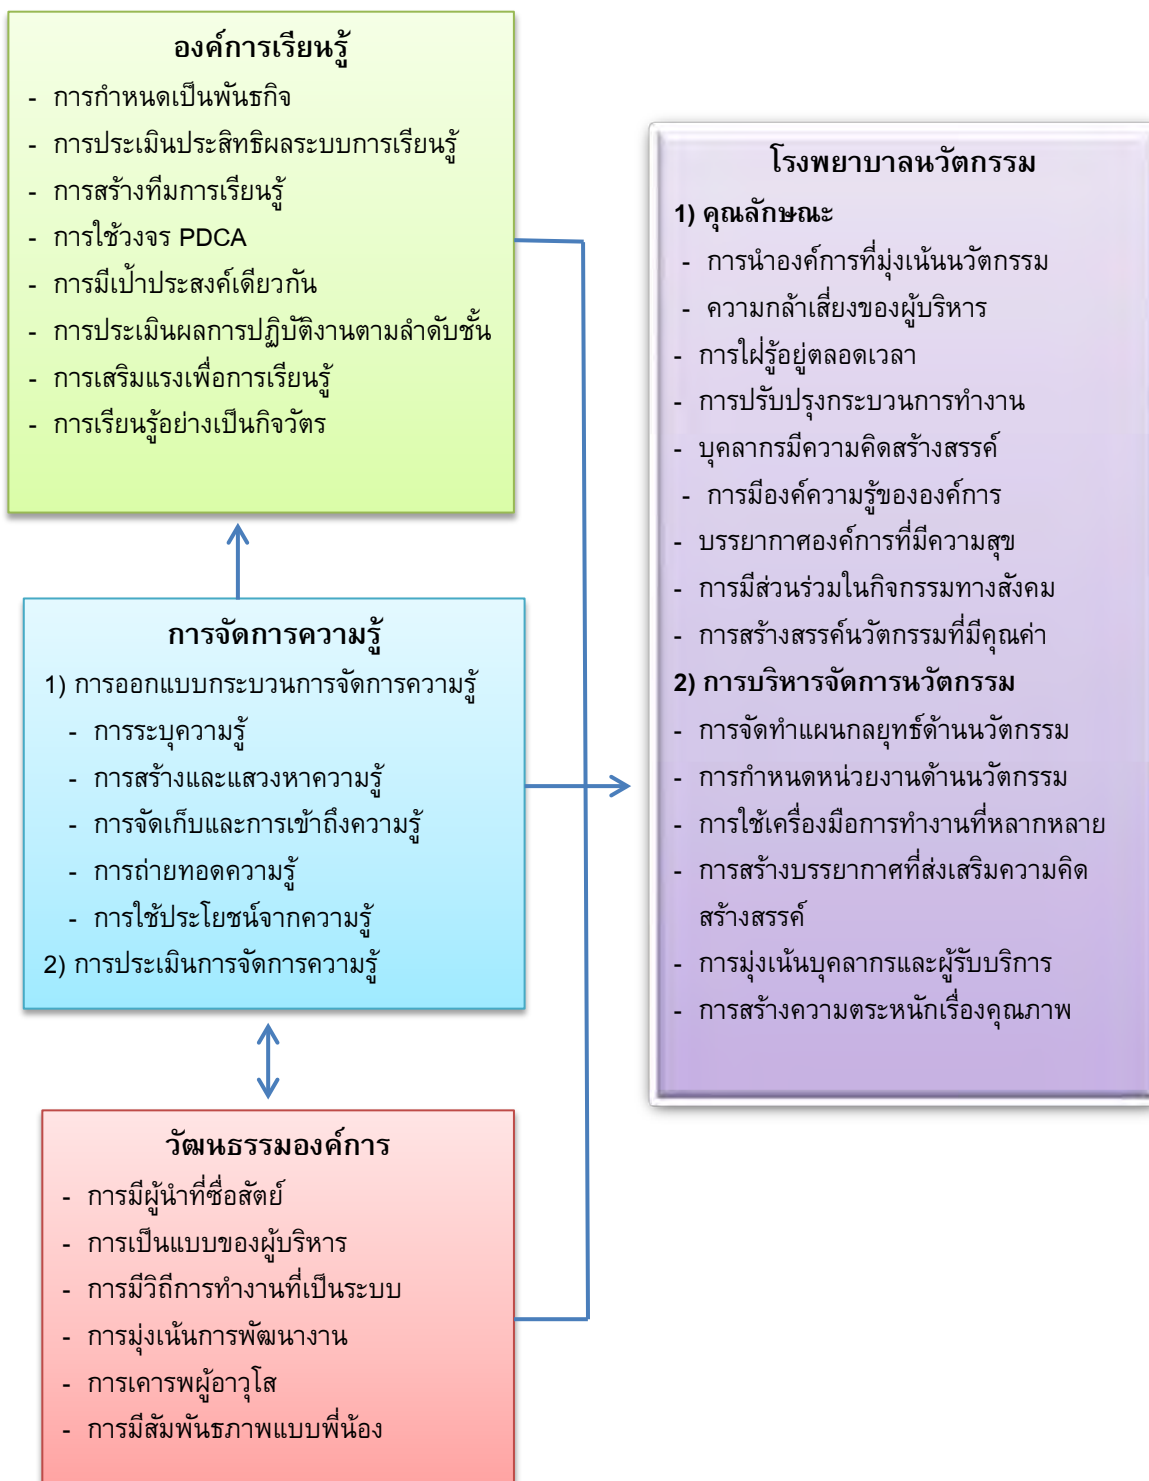 องค์การเรียนรู้
- การกำหนดเป็นพันธกิจ
- การประเมินประสิทธิผลระบบการเรียนรู้
- การสร้างทีมการเรียนรู้
- การใช้วงจร PDCA
- การมีเป้าประสงค์เดียวกัน
- การประเมินผลการปฏิบัติงานตามลำดับชั้น
- การเสริมแรงเพื่อการเรียนรู้
- การเรียนรู้อย่างเป็นกิจวัตร
การจัดการความรู้
1) การออกแบบกระบวนการจัดการความรู้
- การระบุความรู้
- การสร้างและแสวงหาความรู้
- การจัดเก็บและการเข้าถึงความรู้
- การถ่ายทอดความรู้
- การใช้ประโยชน์จากความรู้
2) การประเมินการจัดการความรู้
วัฒนธรรมองค์การ
- การมีผู้นำที่ซื่อสัตย์
- การเป็นแบบของผู้บริหาร
- การมีวิถีการทำงานที่เป็นระบบ
- การมุ่งเน้นการพัฒนางาน
- การเคารพผู้อาวุโส
- การมีสัมพันธภาพแบบพี่น้อง
โรงพยาบาลนวัตกรรม
1) คุณลักษณะ
- การนำองค์การที่มุ่งเน้นนวัตกรรม
- ความกล้าเสี่ยงของผู้บริหาร
- การใฝ่รู้อยู่ตลอดเวลา
- การปรับปรุงกระบวนการทำงาน
- บุคลากรมีความคิดสร้างสรรค์
- การมีองค์ความรู้ขององค์การ
- บรรยากาศองค์การที่มีความสุข
- การมีส่วนร่วมในกิจกรรมทางสังคม
- การสร้างสรรค์นวัตกรรมที่มีคุณค่า
2) การบริหารจัดการนวัตกรรม
- การจัดทำแผนกลยุทธ์ด้านนวัตกรรม
- การกำหนดหน่วยงานด้านนวัตกรรม
- การใช้เครื่องมือการทำงานที่หลากหลาย
- การสร้างบรรยากาศที่ส่งเสริมความคิด
สร้างสรรค์
- การมุ่งเน้นบุคลากรและผู้รับบริการ
- การสร้างความตระหนักเรื่องคุณภาพ